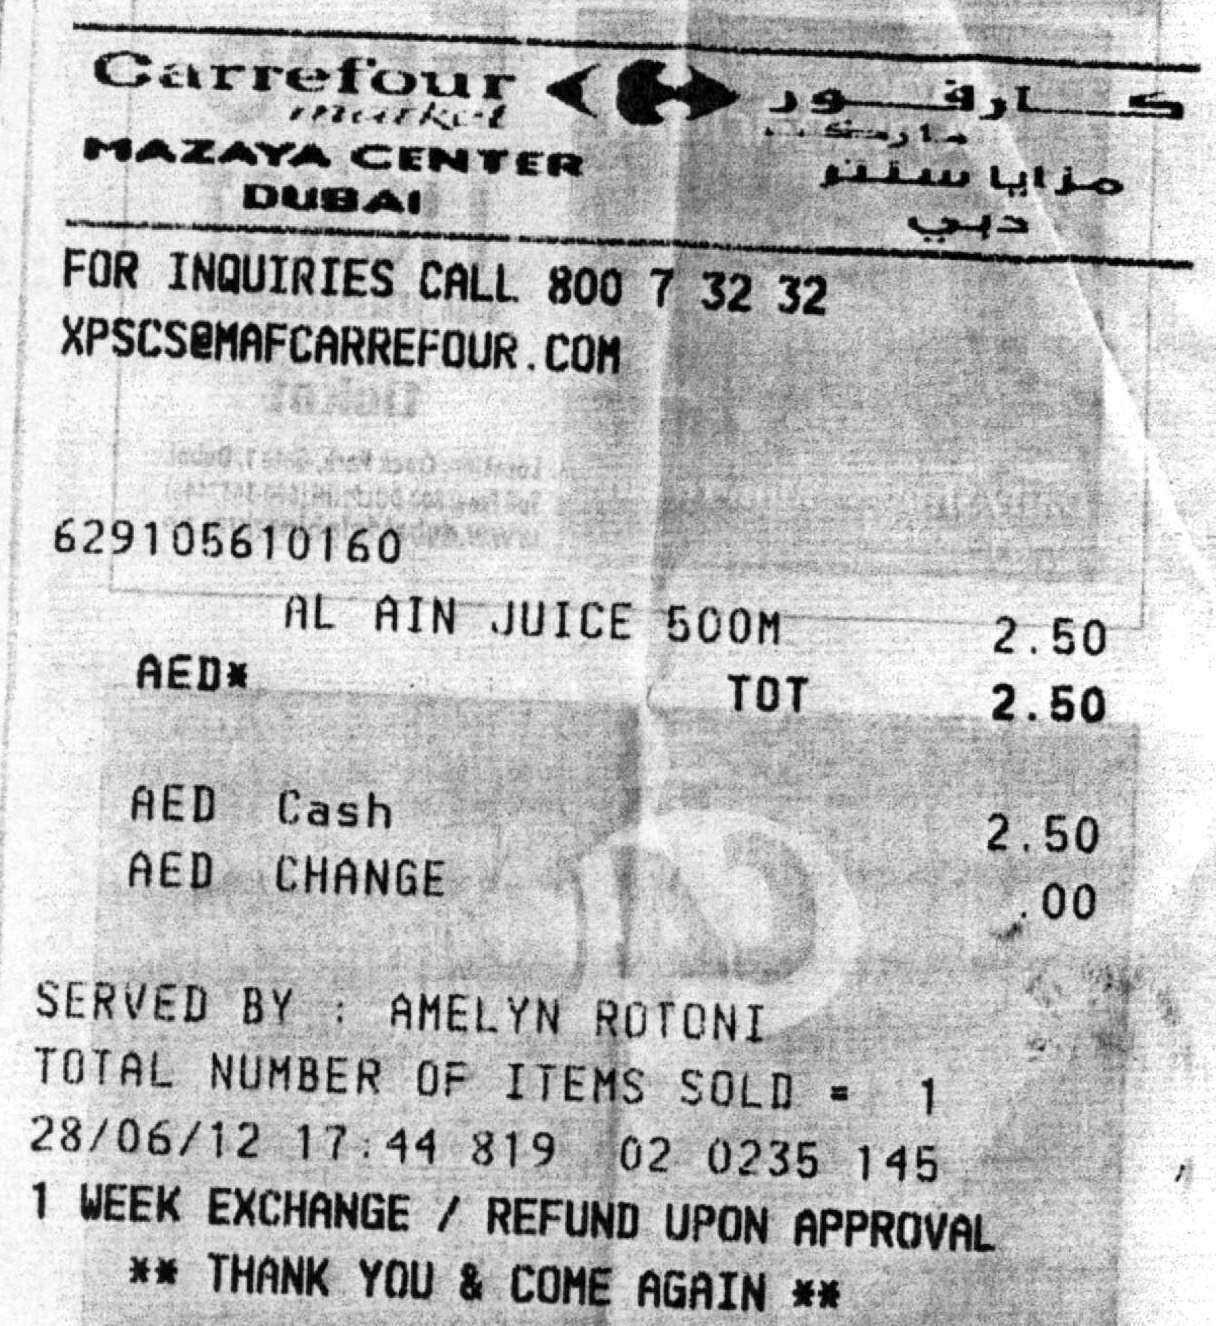 Carrefour كارفور
market ماركت
MAZAYA CENTER مزايا سنتر
DUBAI دبي
FOR INQUIRIES CALL 800 7 32 32
XPSCS@MAFCARREFOUR.COM
629105610160
AL AIN JUICE 500M 2.50
AED* TOT 2.50
AED Cash 2.50
AED CHANGE .00
SERVED BY : AMELYN ROTONI
TOTAL NUMBER OF ITEMS SOLD = 1
28/06/12 17:44 819 02 0235 145
1 WEEK EXCHANGE / REFUND UPON APPROVAL
** THANK YOU & COME AGAIN **